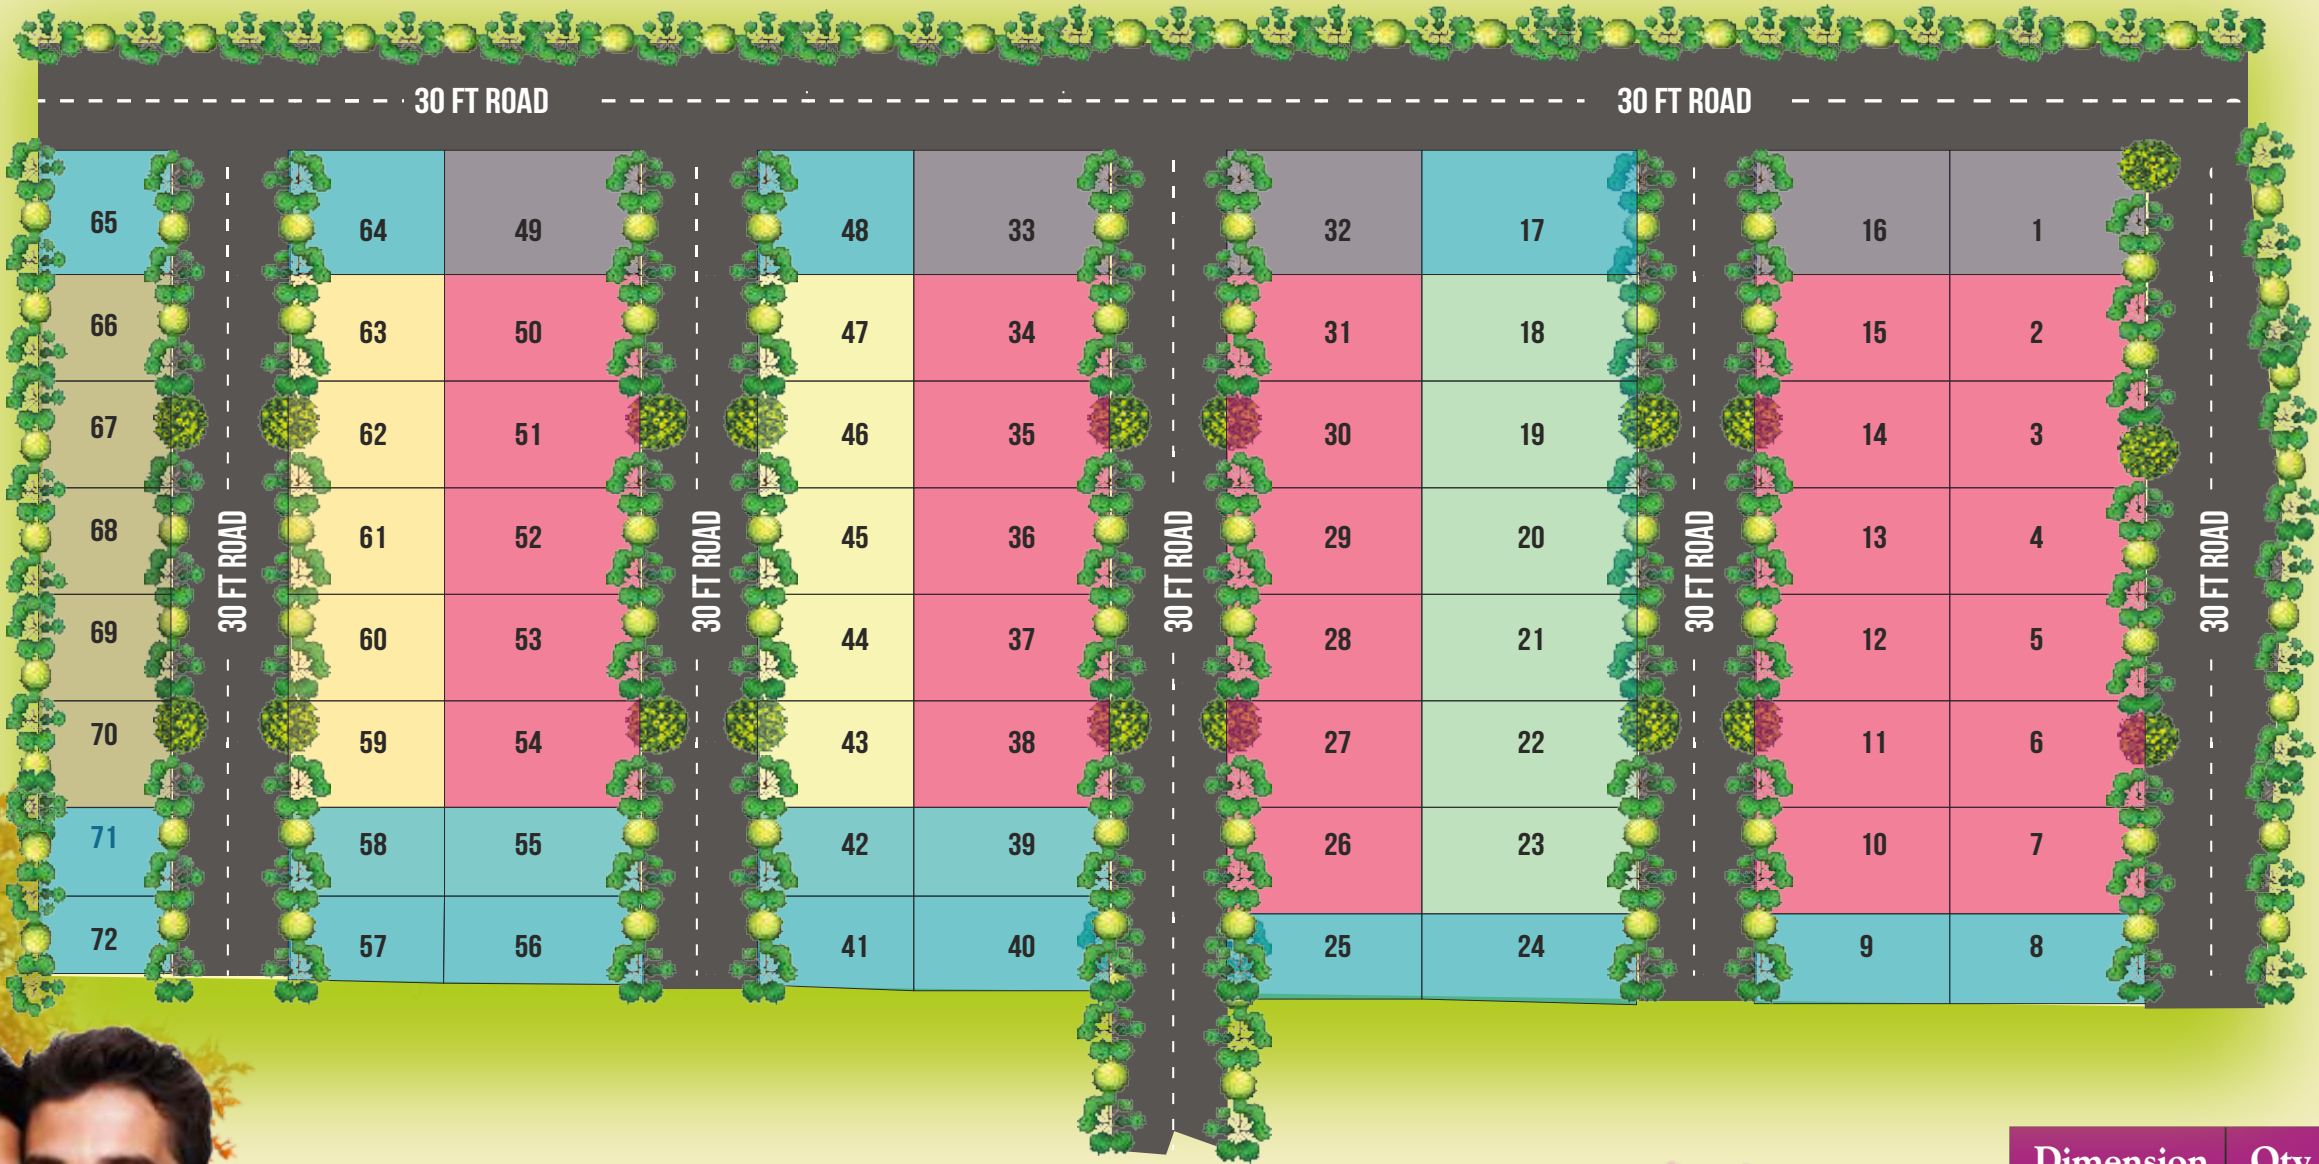 30 FT ROAD 30 FT ROAD
65 64 49 48 33 32 17 16 1
66 63 50 47 34 31 18 15 2
67 62 51 46 35 30 19 14 3
68 61 52 45 36 29 20 13 4
30 FT ROAD 30 FT ROAD 30 FT ROAD 30 FT ROAD 30 FT ROAD
69 60 53 44 37 28 21 12 5
70 59 54 43 38 27 22 11 6
71 58 55 42 39 26 23 10 7
72 57 56 41 40 25 24 9 8
Dimension Qty